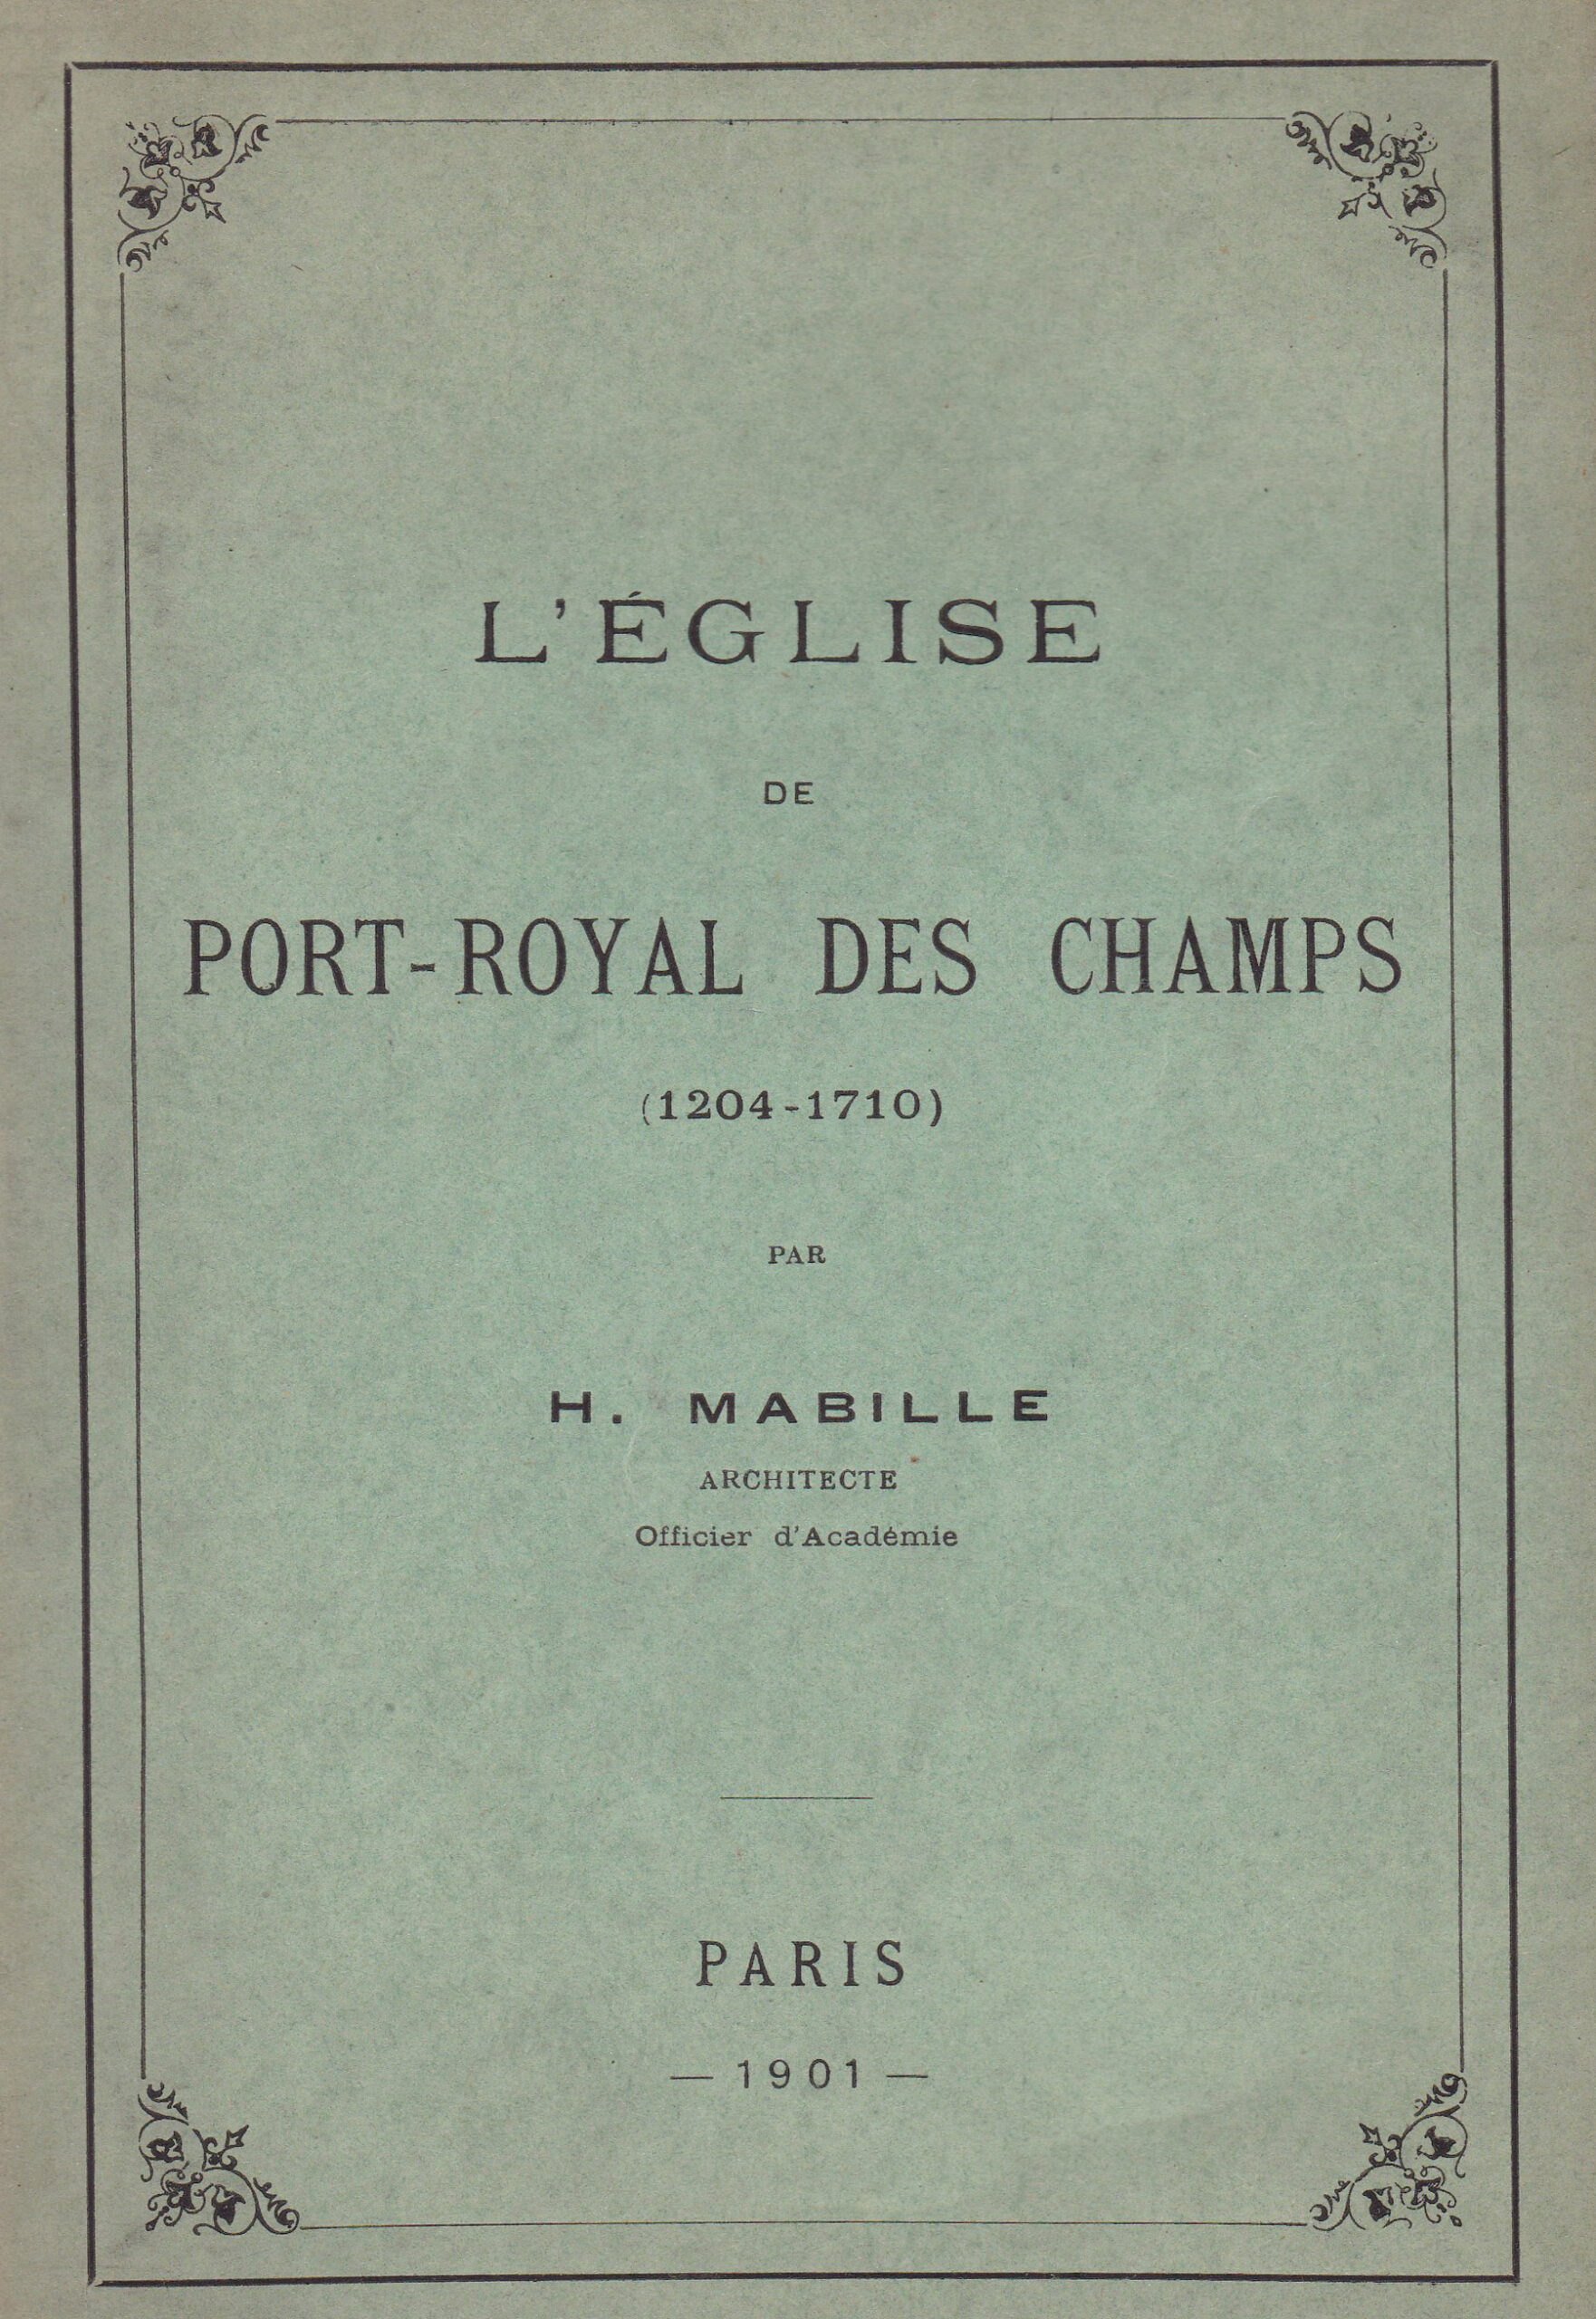 L'ÉGLISE
DE
PORT-ROYAL DES CHAMPS
(1204-1710)
PAR
H. MABILLE
ARCHITECTE
Officier d'Académie
PARIS
— 1901 —